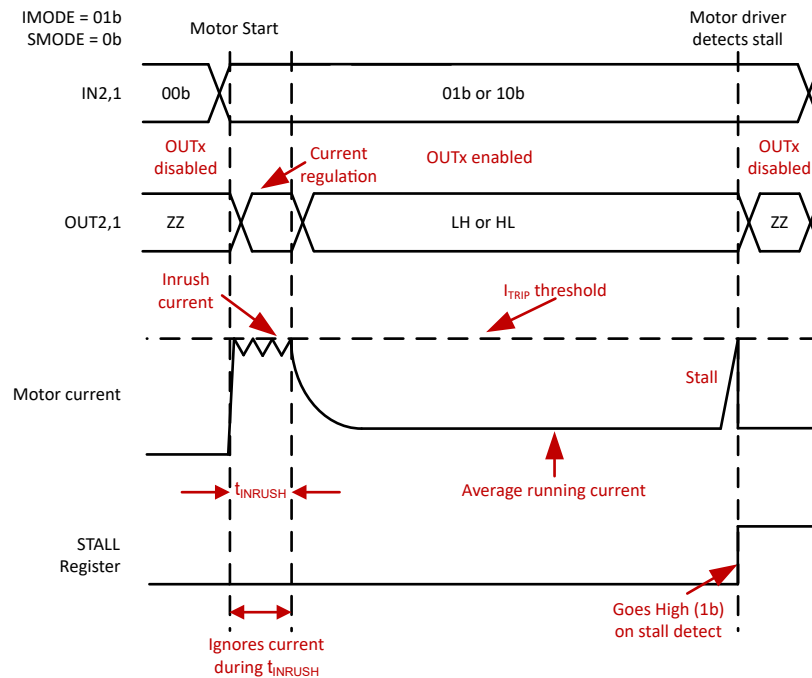 IMODE = 01b
SMODE = 0b
Motor Start
Motor driver
detects stall
IN2,1
00b
01b or 10b
OUTx
disabled
Current
regulation
OUTx enabled
OUTx
disabled
OUT2,1
ZZ
LH or HL
ZZ
Inrush
current
ITRIP threshold
Motor current
Stall
tINRUSH
Average running current
STALL
Register
Goes High (1b)
on stall detect
Ignores current
during tINRUSH